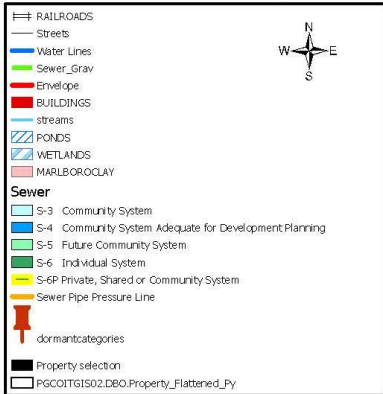 RAILROADS
Streets
Water Lines
Sewer_Grav
Envelope
BUILDINGS
streams
PONDS
WETLANDS
MARLBOROCLAY
Sewer
S-3 Community System
S-4 Community System Adequate for Development Planning
S-5 Future Community System
S-6 Individual System
S-6P Private, Shared or Community System
Sewer Pipe Pressure Line
dormantcategories
Property selection
PGCOITGIS02.DBO.Property_Flattened_Py
N
W E
S